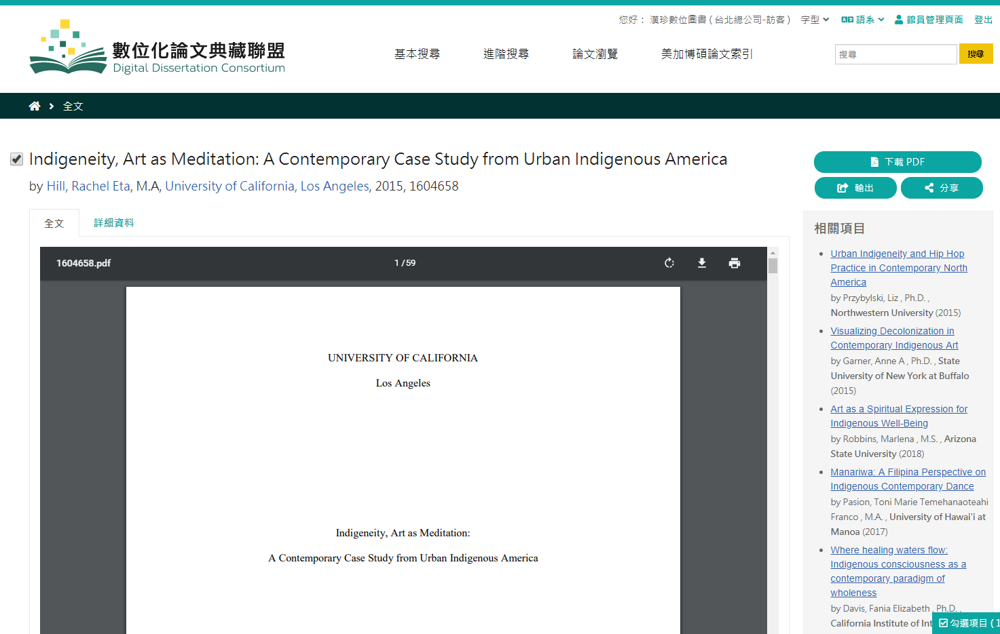 您好： 漢珍數位圖書 ( 台北總公司-訪客 ) 字型 語系 館員管理頁面 登出
數位化論文典藏聯盟
Digital Dissertation Consortium
基本搜尋 進階搜尋 論文瀏覽 美加博碩論文索引
搜尋 搜尋
全文
Indigeneity, Art as Meditation: A Contemporary Case Study from Urban Indigenous America
by Hill, Rachel Eta, M.A, University of California, Los Angeles, 2015, 1604658
全文 詳細資料
1604658.pdf 1 / 59
UNIVERSITY OF CALIFORNIA
Los Angeles
Indigeneity, Art as Meditation:
A Contemporary Case Study from Urban Indigenous America
下載 PDF
輸出 分享
相關項目
Urban Indigeneity and Hip Hop
Practice in Contemporary North
America
by Przybylski, Liz , Ph.D. ,
Northwestern University (2015)
Visualizing Decolonization in
Contemporary Indigenous Art
by Garner, Anne A , Ph.D. , State
University of New York at Buffalo
(2015)
Art as a Spiritual Expression for
Indigenous Well-Being
by Robbins, Marlena , M.S. , Arizona
State University (2018)
Manariwa: A Filipina Perspective on
Indigenous Contemporary Dance
by Pasion, Toni Marie Temehanaoteahi
Franco , M.A. , University of Hawai'i at
Manoa (2017)
Where healing waters flow:
Indigenous consciousness as a
contemporary paradigm of
wholeness
by Davis, Fania Elizabeth , Ph.D. ,
California Institute of Int
勾選項目 ( 1